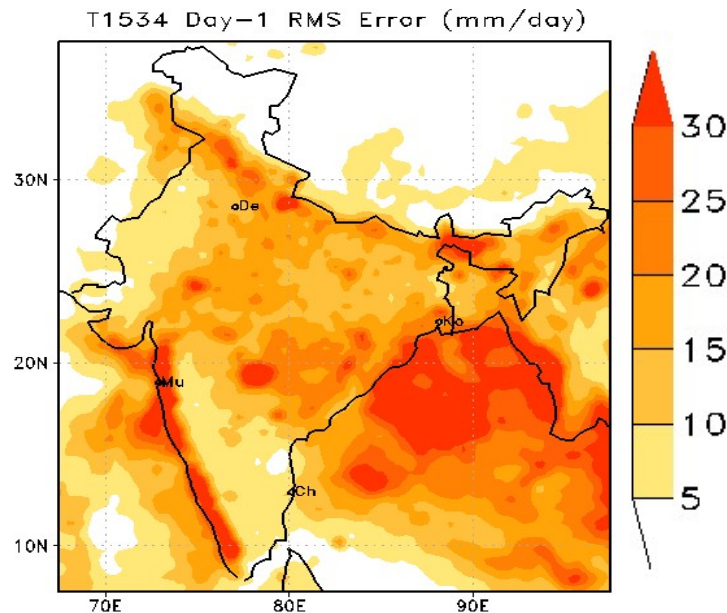 T1534 Day-1 RMS Error (mm/day)
30N
20N
10N
70E
80E
90E
De
Mu
Ko
Ch
30
25
20
15
10
5